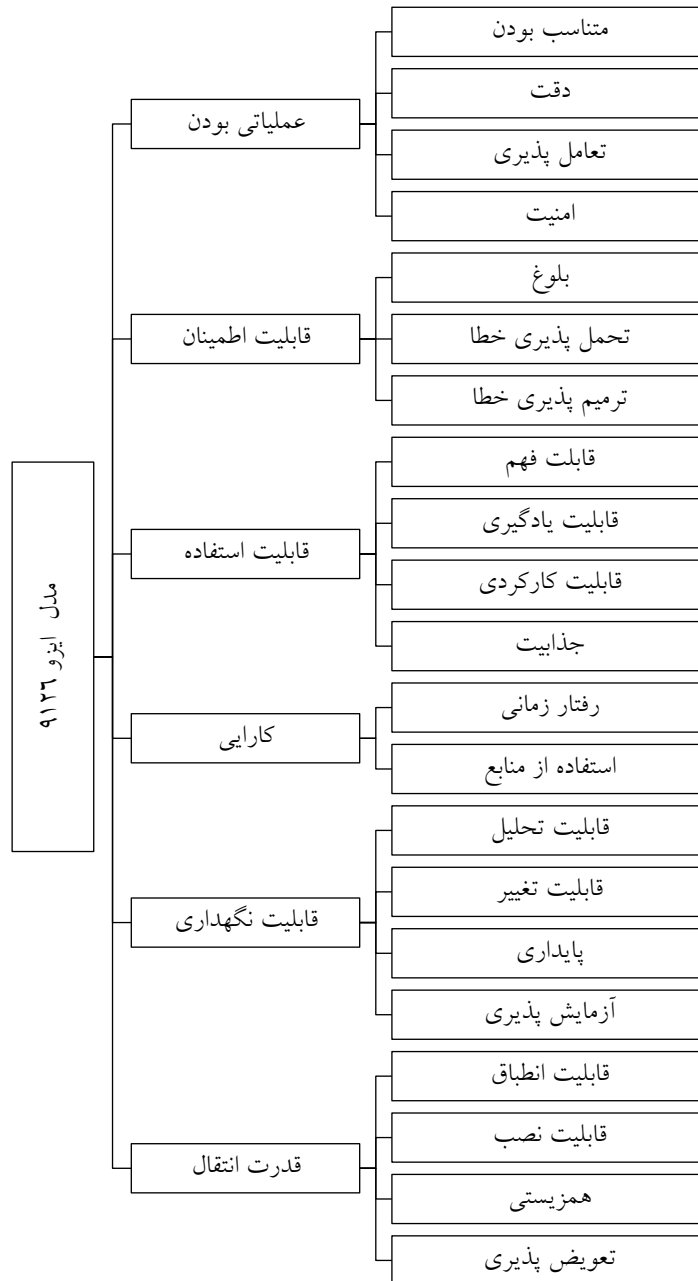 مدل ایزو ۹۱۲۶
عملیاتی بودن
متناسب بودن
دقت
تعامل پذیری
امنیت
قابلیت اطمینان
بلوغ
تحمل پذیری خطا
ترمیم پذیری خطا
قابلیت استفاده
قابلت فهم
قابلیت یادگیری
قابلیت کارکردی
جذابیت
کارایی
رفتار زمانی
استفاده از منابع
قابلیت نگهداری
قابلیت تحلیل
قابلیت تغییر
پایداری
آزمایش پذیری
قدرت انتقال
قابلیت انطباق
قابلیت نصب
همزیستی
تعویض پذیری